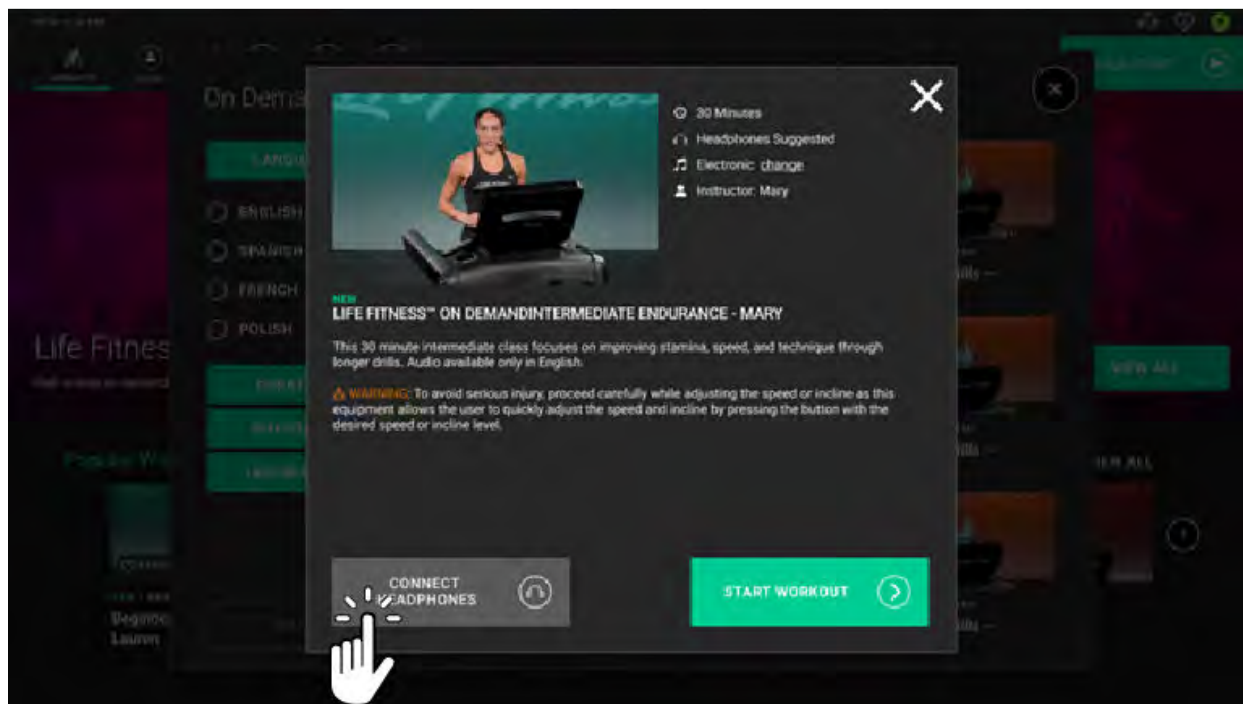 On Dema
30 Minutes
Headphones Suggested
Electronic change
Instructor: Mary
ENGLISH
SPANISH
FRENCH
POLISH
NEW
LIFE FITNESS™ ON DEMANDINTERMEDIATE ENDURANCE - MARY
This 30 minute intermediate class focuses on improving stamina, speed, and technique through
longer drills. Audio available only in English.
⚠ WARNING: To avoid serious injury, proceed carefully while adjusting the speed or incline as this
equipment allows the user to quickly adjust the speed and incline by pressing the button with the
desired speed or incline level.
Life Fitnes
VIEW ALL
CONNECT
HEADPHONES
START WORKOUT
Lauren